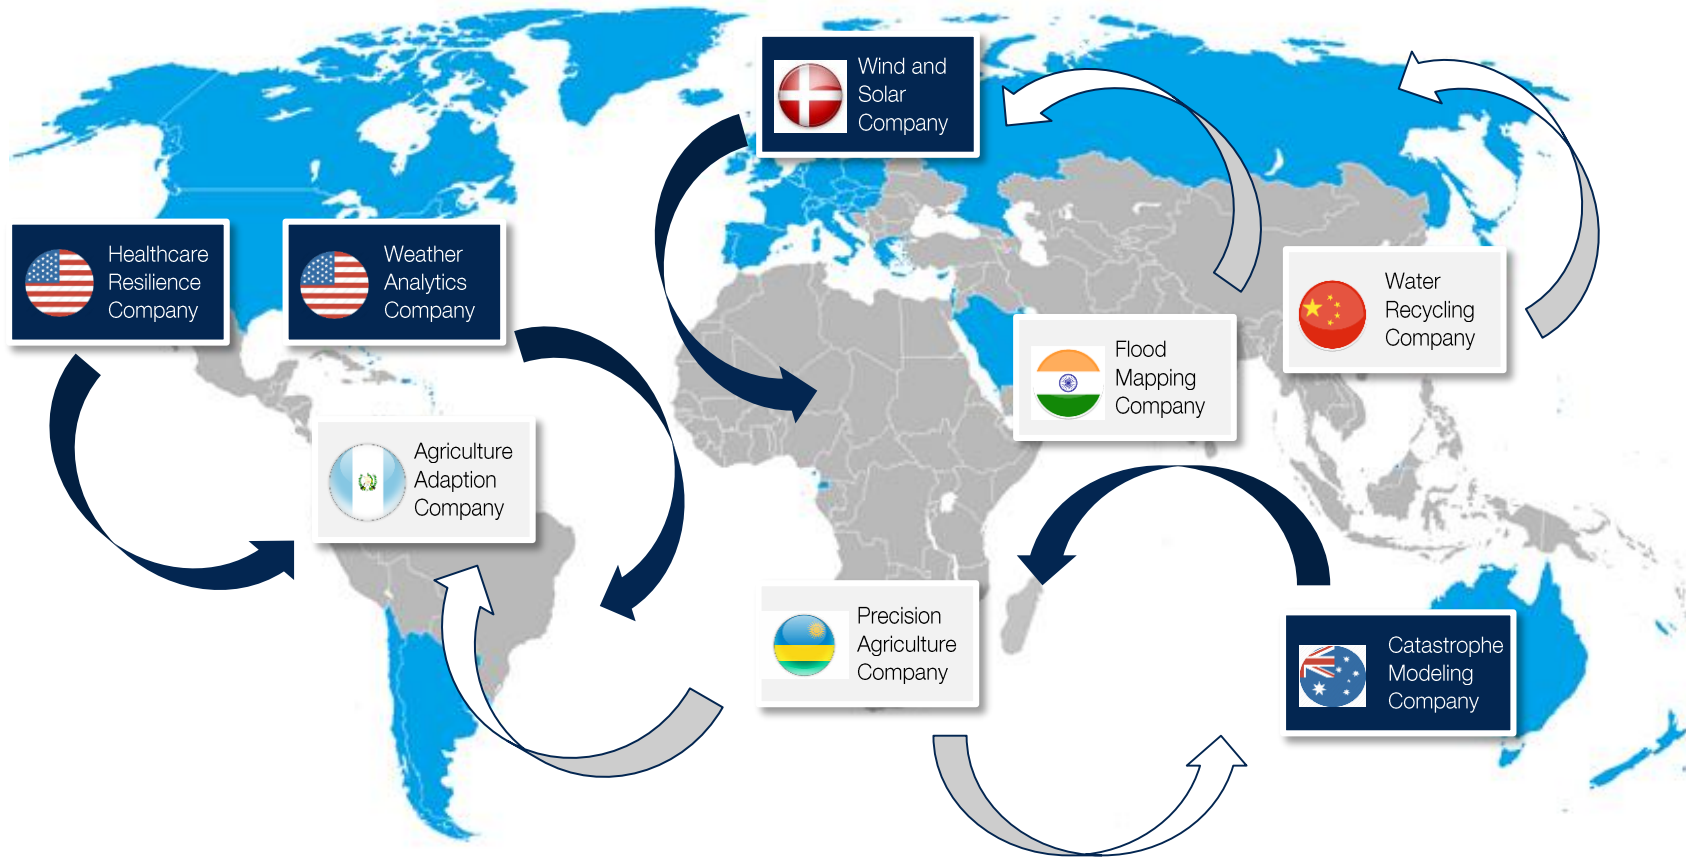 Wind and
Solar
Company
Healthcare
Resilience
Company
Weather
Analytics
Company
Water
Recycling
Company
Flood
Mapping
Company
Agriculture
Adaption
Company
Precision
Agriculture
Company
Catastrophe
Modeling
Company